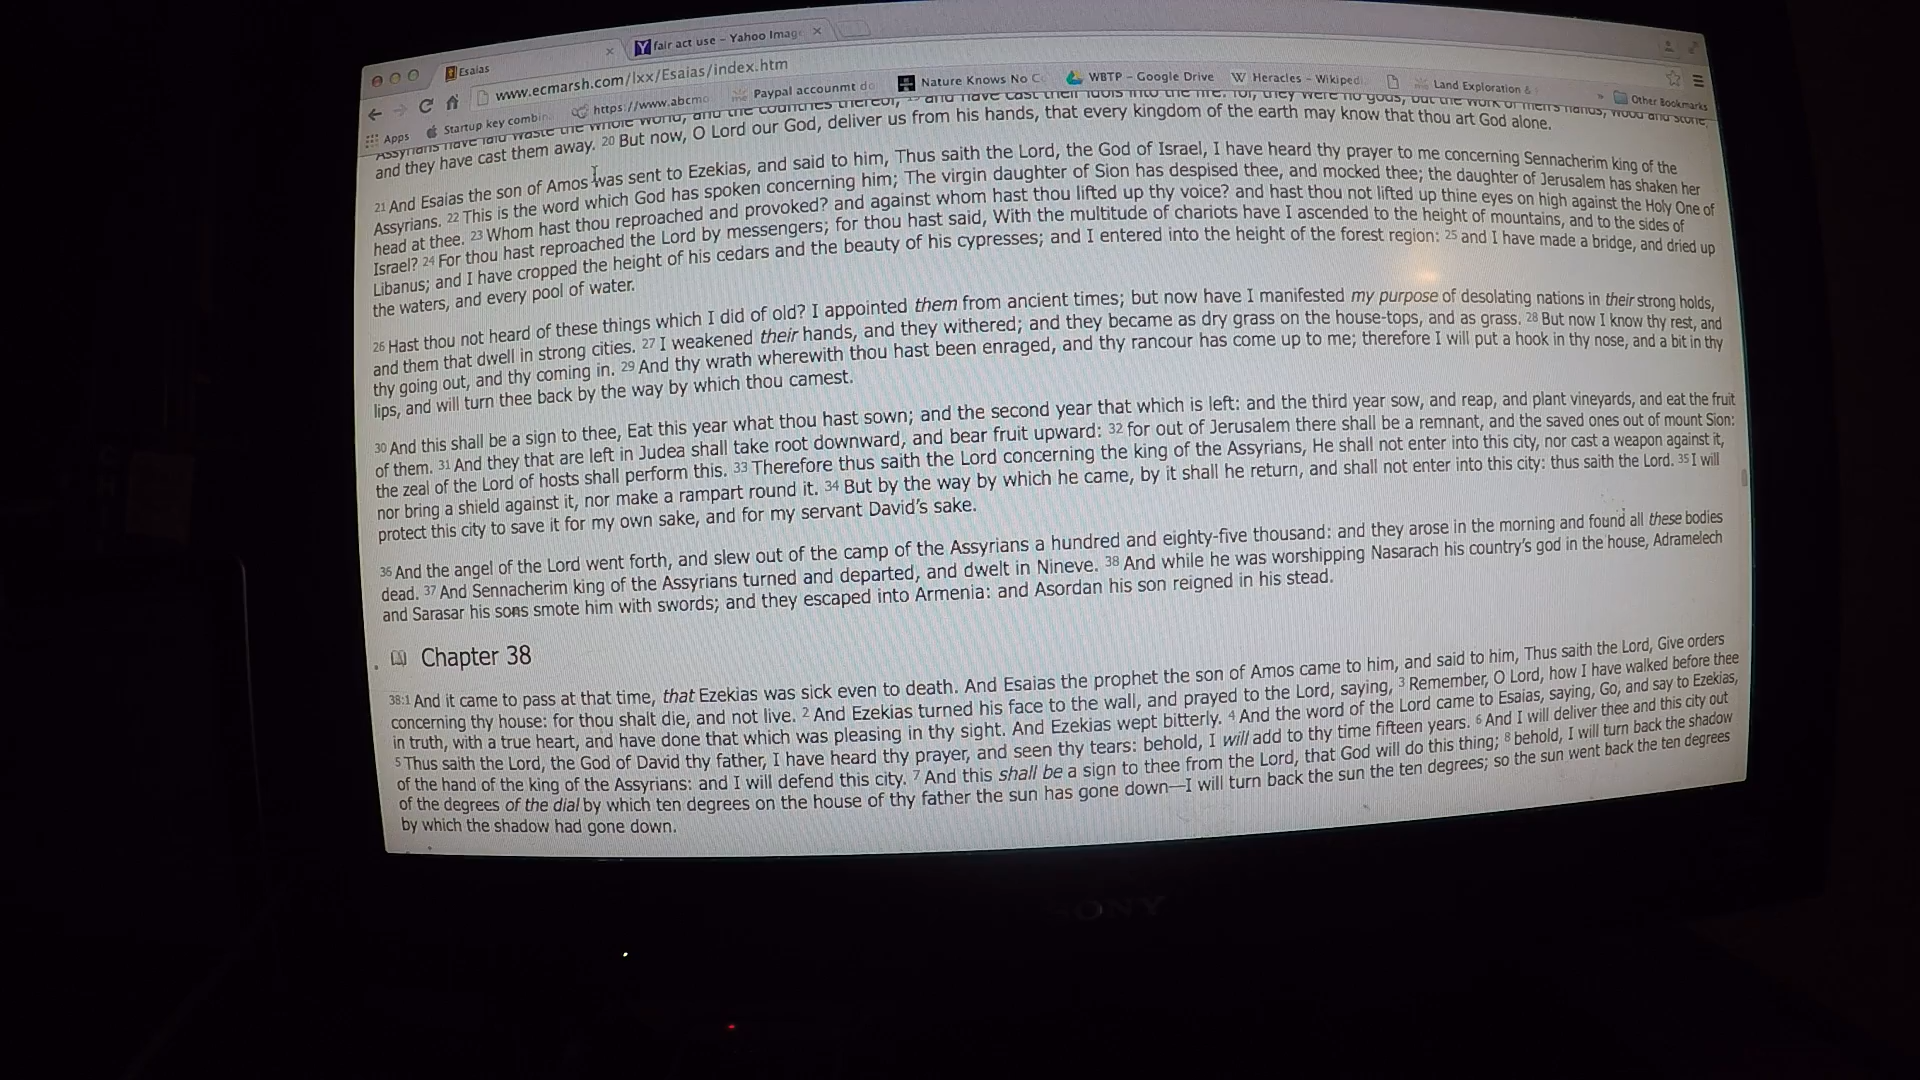 Esaias
fair act use – Yahoo Imag
www.ecmarsh.com/lxx/Esaias/index.htm
Apps
Startup key combin
https://www.abcmo
Paypal accounmt do
Nature Knows No C
WBTP – Google Drive
W Heracles – Wikiped
Land Exploration &
Other Bookmarks
Assyrians have laid waste the whole world, and the countries thereof, 19 and have cast their idols into the fire: for, they were no gods, but the work of men's hands, wood and stone;
and they have cast them away. 20 But now, O Lord our God, deliver us from his hands, that every kingdom of the earth may know that thou art God alone.
21 And Esaias the son of Amos was sent to Ezekias, and said to him, Thus saith the Lord, the God of Israel, I have heard thy prayer to me concerning Sennacherim king of the
Assyrians. 22 This is the word which God has spoken concerning him; The virgin daughter of Sion has despised thee, and mocked thee; the daughter of Jerusalem has shaken her
head at thee. 23 Whom hast thou reproached and provoked? and against whom hast thou lifted up thy voice? and hast thou not lifted up thine eyes on high against the Holy One of
Israel? 24 For thou hast reproached the Lord by messengers; for thou hast said, With the multitude of chariots have I ascended to the height of mountains, and to the sides of
Libanus; and I have cropped the height of his cedars and the beauty of his cypresses; and I entered into the height of the forest region: 25 and I have made a bridge, and dried up
the waters, and every pool of water.
26 Hast thou not heard of these things which I did of old? I appointed them from ancient times; but now have I manifested my purpose of desolating nations in their strong holds,
and them that dwell in strong cities. 27 I weakened their hands, and they withered; and they became as dry grass on the house-tops, and as grass. 28 But now I know thy rest, and
thy going out, and thy coming in. 29 And thy wrath wherewith thou hast been enraged, and thy rancour has come up to me; therefore I will put a hook in thy nose, and a bit in thy
lips, and will turn thee back by the way by which thou camest.
30 And this shall be a sign to thee, Eat this year what thou hast sown; and the second year that which is left: and the third year sow, and reap, and plant vineyards, and eat the fruit
of them. 31 And they that are left in Judea shall take root downward, and bear fruit upward: 32 for out of Jerusalem there shall be a remnant, and the saved ones out of mount Sion:
the zeal of the Lord of hosts shall perform this. 33 Therefore thus saith the Lord concerning the king of the Assyrians, He shall not enter into this city, nor cast a weapon against it,
nor bring a shield against it, nor make a rampart round it. 34 But by the way by which he came, by it shall he return, and shall not enter into this city: thus saith the Lord. 35 I will
protect this city to save it for my own sake, and for my servant David's sake.
36 And the angel of the Lord went forth, and slew out of the camp of the Assyrians a hundred and eighty-five thousand: and they arose in the morning and found all these bodies
dead. 37 And Sennacherim king of the Assyrians turned and departed, and dwelt in Nineve. 38 And while he was worshipping Nasarach his country's god in the house, Adramelech
and Sarasar his sons smote him with swords; and they escaped into Armenia: and Asordan his son reigned in his stead.
Chapter 38
38:1 And it came to pass at that time, that Ezekias was sick even to death. And Esaias the prophet the son of Amos came to him, and said to him, Thus saith the Lord, Give orders
concerning thy house: for thou shalt die, and not live. 2 And Ezekias turned his face to the wall, and prayed to the Lord, saying, 3 Remember, O Lord, how I have walked before thee
in truth, with a true heart, and have done that which was pleasing in thy sight. And Ezekias wept bitterly. 4 And the word of the Lord came to Esaias, saying, Go, and say to Ezekias,
5 Thus saith the Lord, the God of David thy father, I have heard thy prayer, and seen thy tears: behold, I will add to thy time fifteen years. 6 And I will deliver thee and this city out
of the hand of the king of the Assyrians: and I will defend this city. 7 And this shall be a sign to thee from the Lord, that God will do this thing; 8 behold, I will turn back the shadow
of the degrees of the dial by which ten degrees on the house of thy father the sun has gone down—I will turn back the sun the ten degrees; so the sun went back the ten degrees
by which the shadow had gone down.
SONY